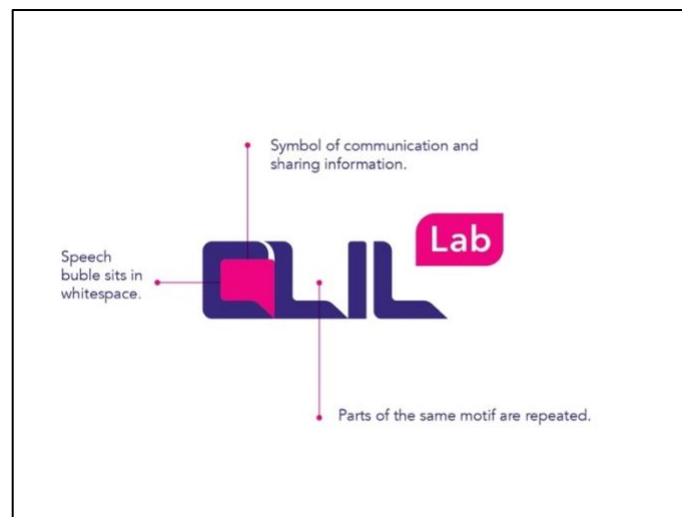 Symbol of communication and
sharing information.
Lab
Speech
buble sits in
whitespace.
CLIL
Parts of the same motif are repeated.